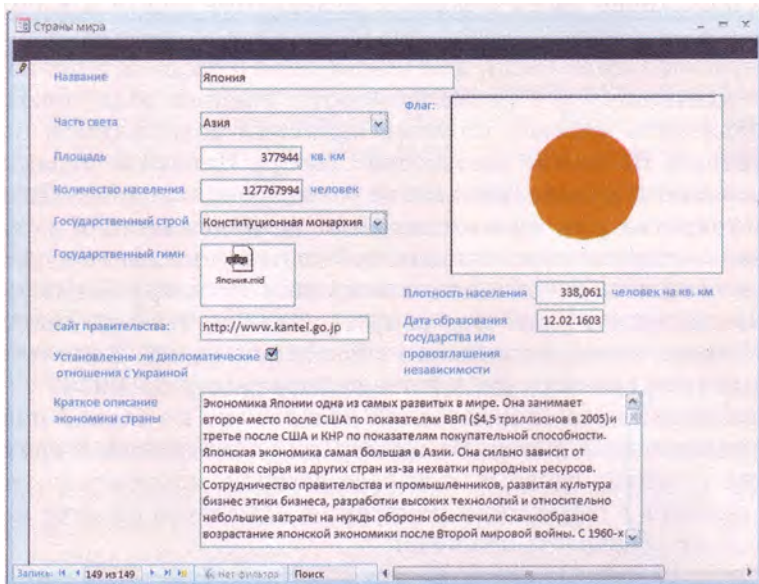 Страны мира
Название Япония
Часть света Азия
Флаг:
Площадь 377944 кв. км
Количество населения 127767994 человек
Государственный строй Конституционная монархия
Государственный гимн
Япония.mid
Плотность населения 338,061 человек на кв. км
Сайт правительства: http://www.kantel.go.jp
Дата образования 12.02.1603
государства или
провозглашения
независимости
Установленны ли дипломатические
отношения с Украиной
Краткое описание
экономики страны
Экономика Японии одна из самых развитых в мире. Она занимает
второе место после США по показателям ВВП ($4,5 триллионов в 2005)и
третье после США и КНР по показателям покупательной способности.
Японская экономика самая большая в Азии. Она сильно зависит от
поставок сырья из других стран из-за нехватки природных ресурсов.
Сотрудничество правительства и промышленников, развитая культура
бизнес этики бизнеса, разработки высоких технологий и относительно
небольшие затраты на нужды обороны обеспечили скачкообразное
возрастание японской экономики после Второй мировой войны. С 1960-х
Запись: 149 из 149 Нет фильтра Поиск